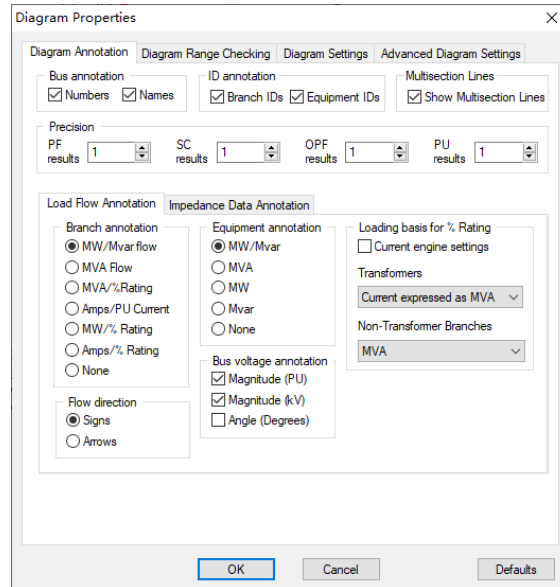 Diagram Properties
Diagram Annotation Diagram Range Checking Diagram Settings Advanced Diagram Settings
Bus annotation ID annotation Multisection Lines
Numbers Names Branch IDs Equipment IDs Show Multisection Lines
Precision
PF results 1 SC results 1 OPF results 1 PU results 1
Load Flow Annotation Impedance Data Annotation
Branch annotation
MW/Mvar flow
MVA Flow
MVA/%Rating
Amps/PU Current
MW/% Rating
Amps/% Rating
None
Flow direction
Signs
Arrows
Equipment annotation
MW/Mvar
MVA
MW
Mvar
None
Bus voltage annotation
Magnitude (PU)
Magnitude (kV)
Angle (Degrees)
Loading basis for % Rating
Current engine settings
Transformers
Current expressed as MVA
Non-Transformer Branches
MVA
OK Cancel Defaults